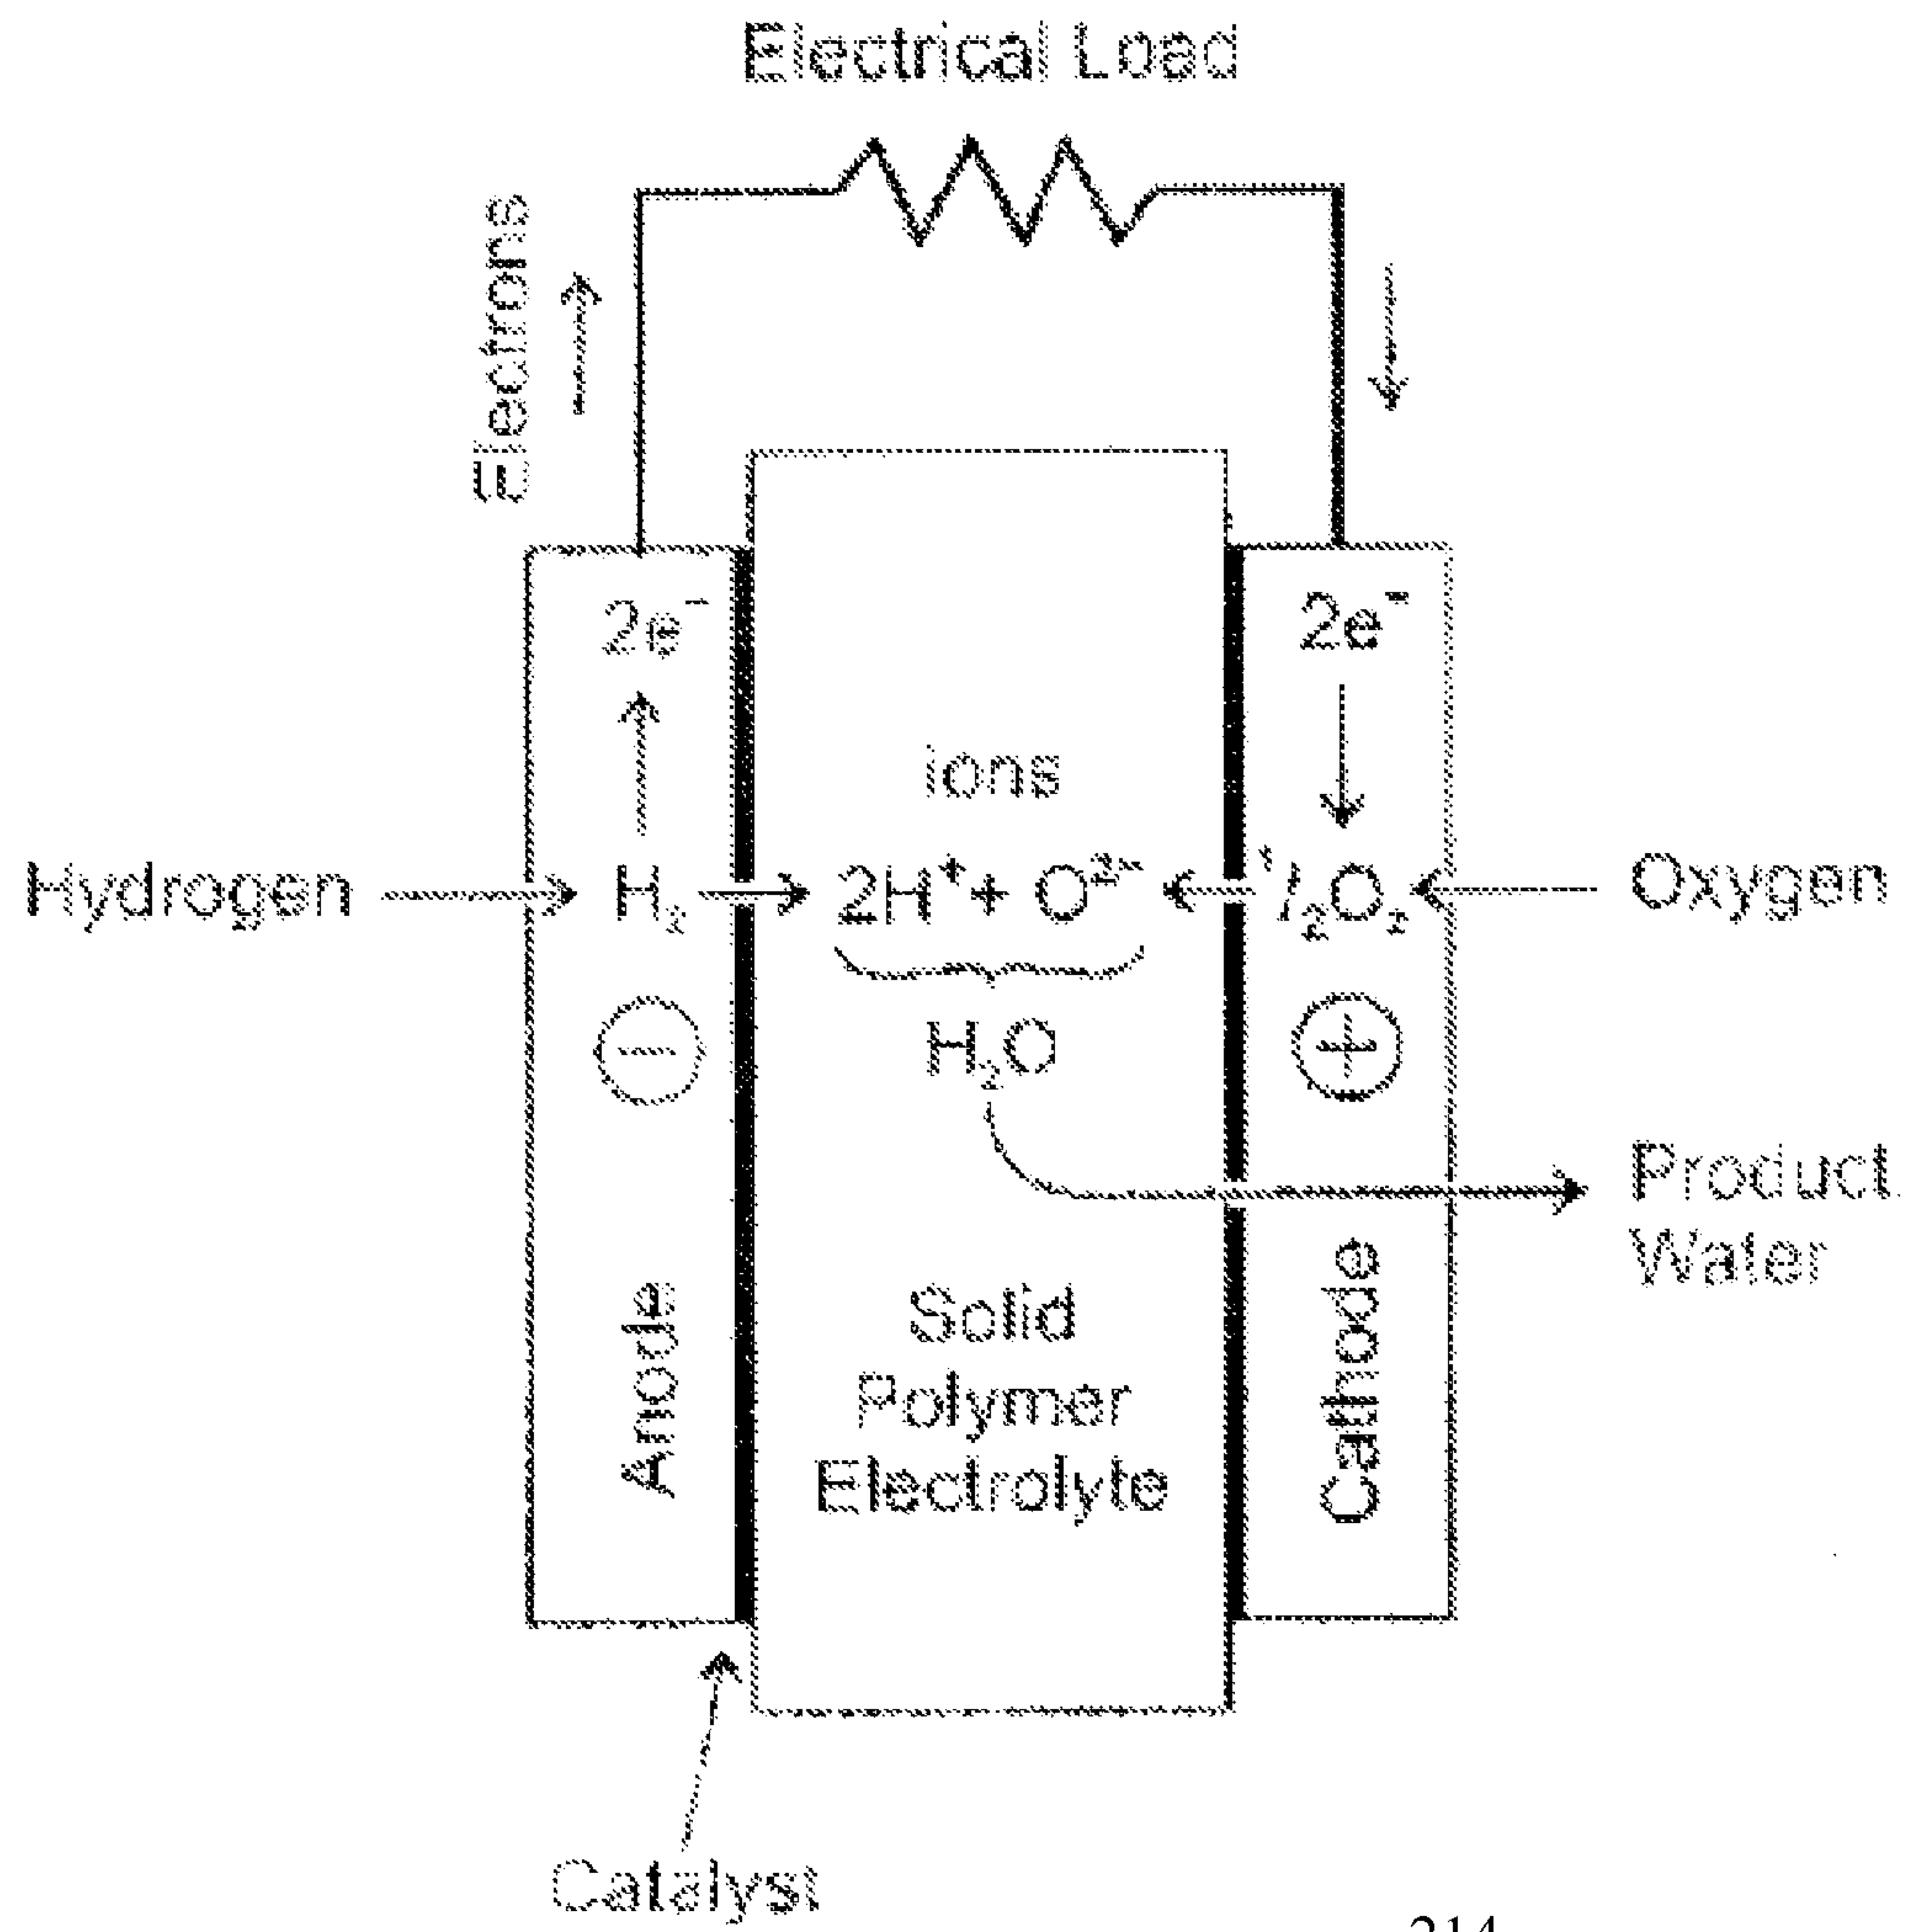 Electrical Load
Electrons
2e⁻
2e⁻
ions
Hydrogen
H₂
2H⁺ + O²⁻
¹/₂O₂
Oxygen
−
H₂O
+
Product
Water
Anode
Solid
Polymer
Electrolyte
Cathode
Catalyst
214